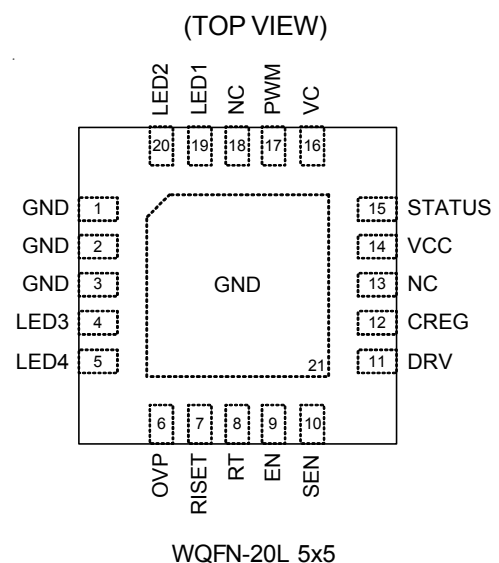 (TOP VIEW)
LED2
LED1
NC
PWM
VC
20
19
18
17
16
GND 1
GND 2
GND 3
LED3 4
LED4 5
15 STATUS
14 VCC
13 NC
12 CREG
11 DRV
GND
21
6
7
8
9
10
OVP
RISET
RT
EN
SEN
WQFN-20L 5x5